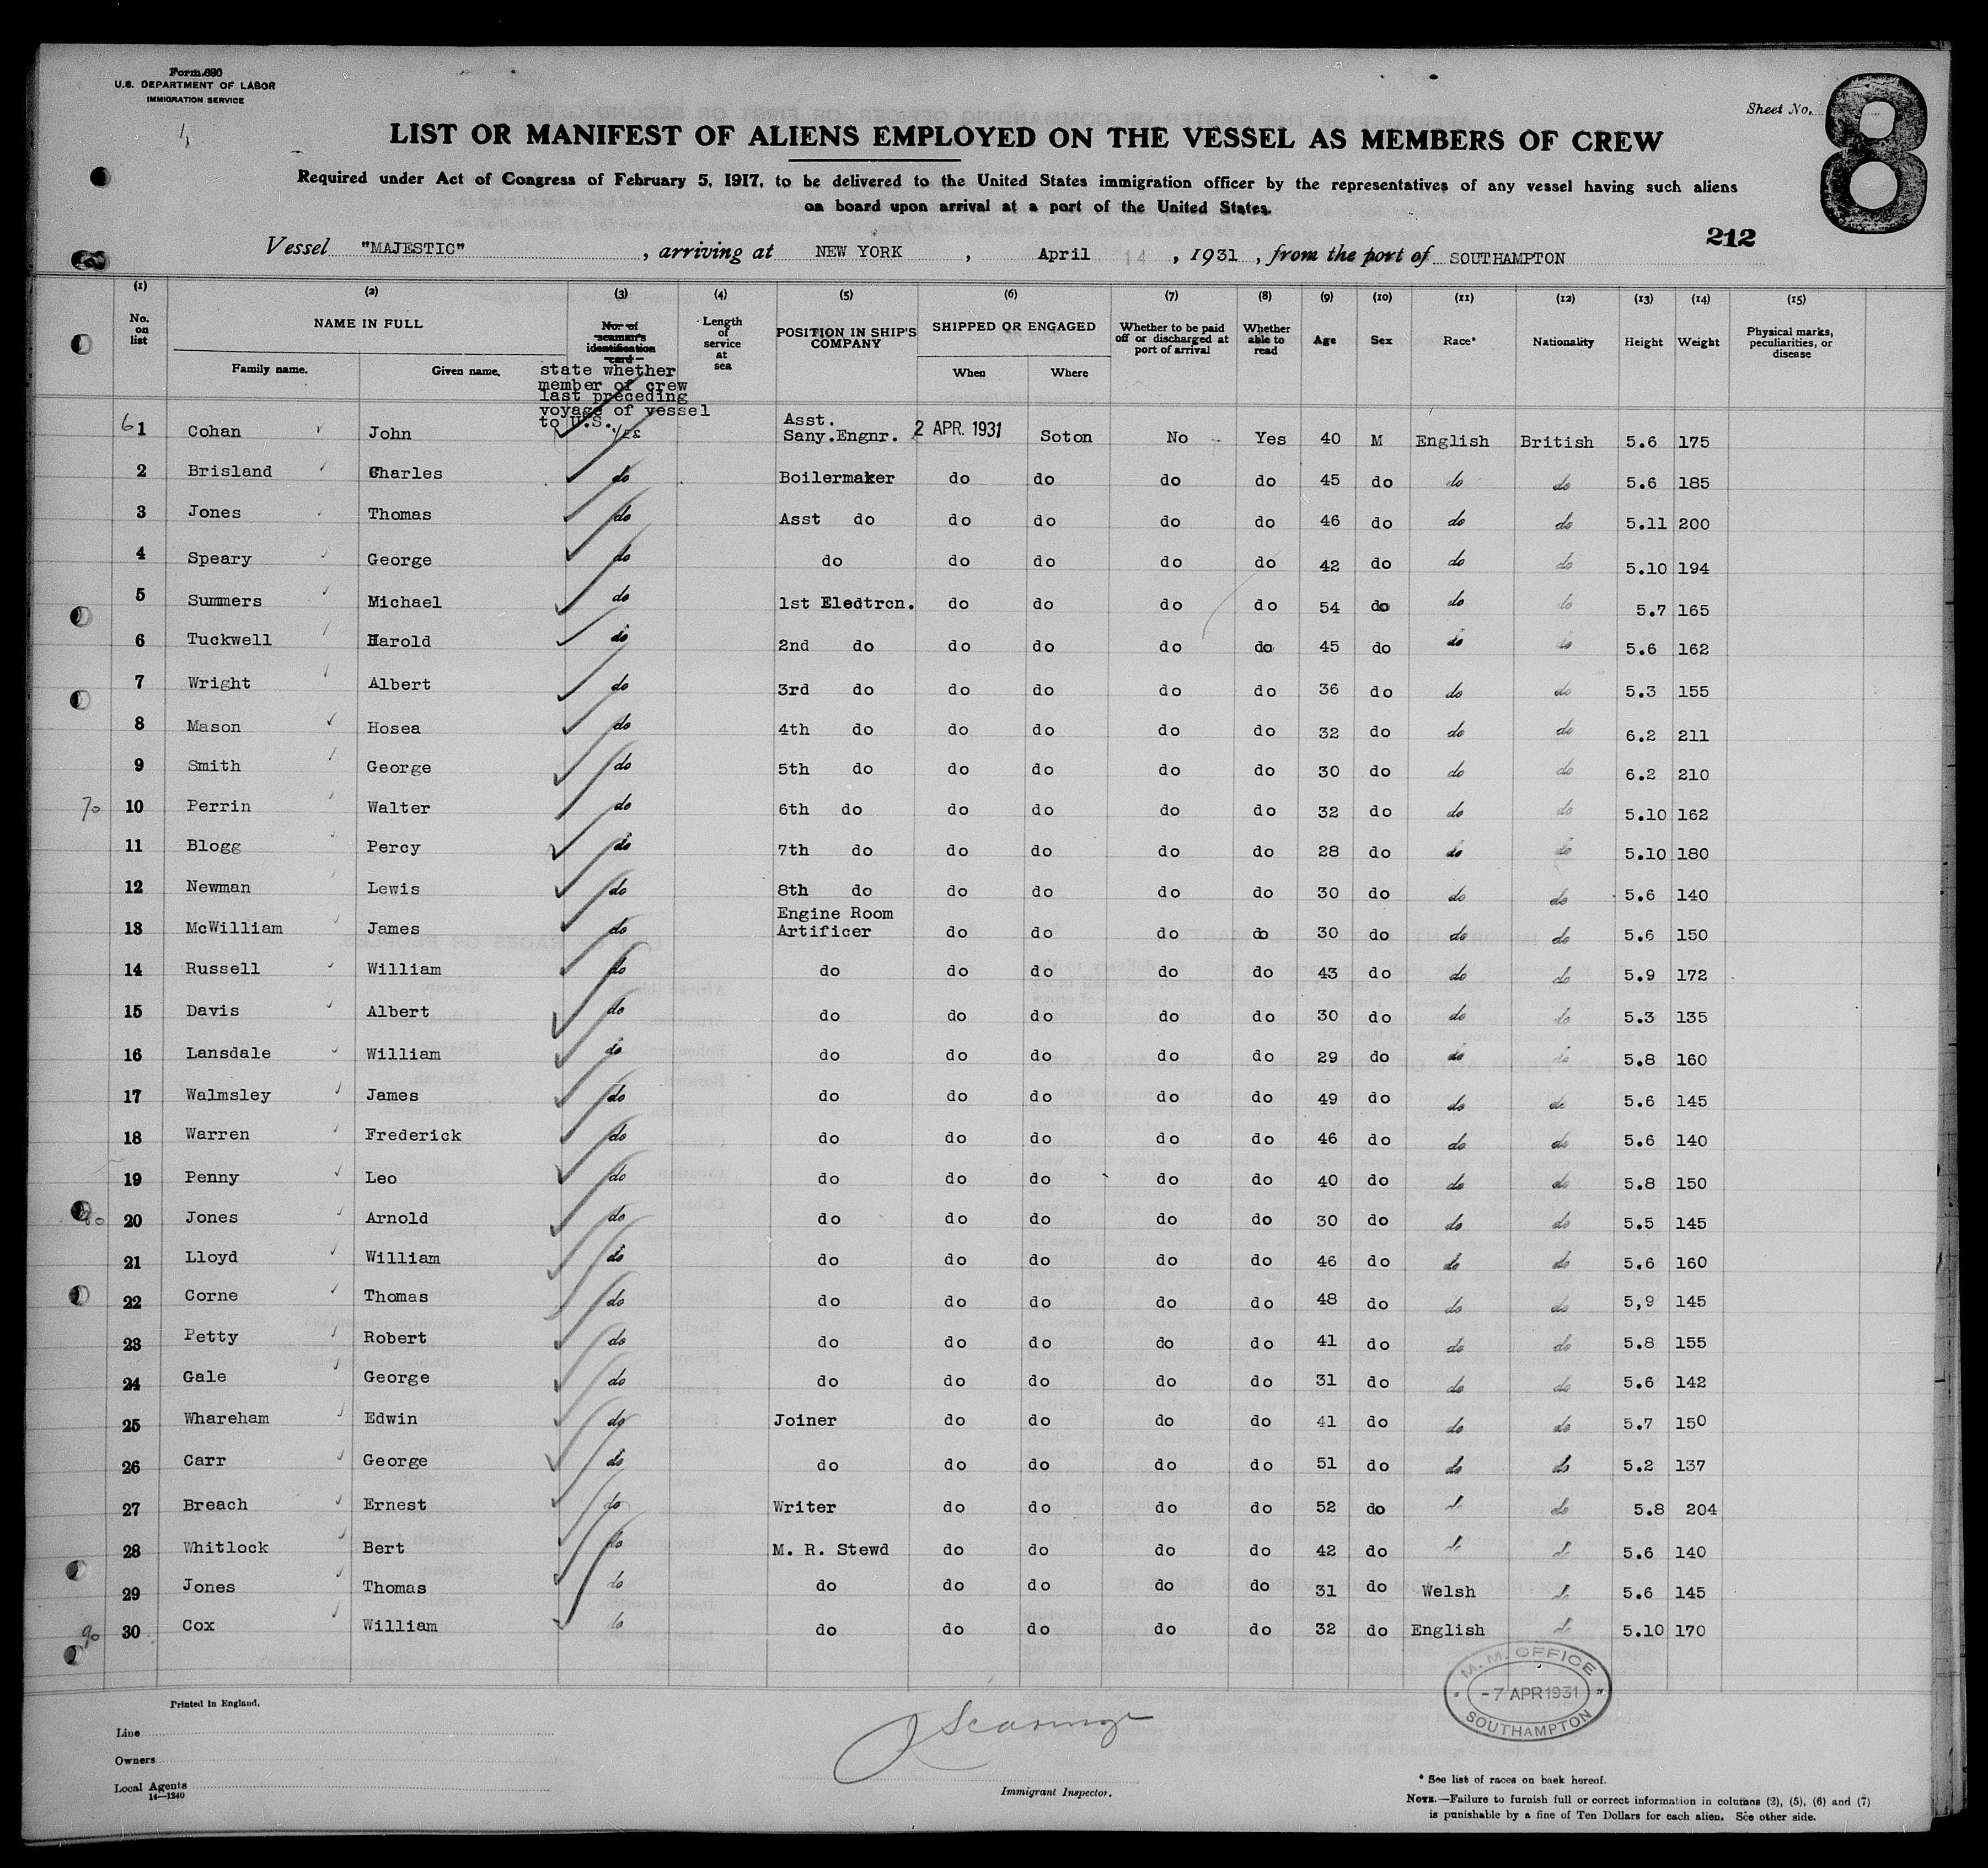 Form 680
U.S. DEPARTMENT OF LABOR
IMMIGRATION SERVICE
Sheet No. 8
LIST OR MANIFEST OF ALIENS EMPLOYED ON THE VESSEL AS MEMBERS OF CREW
Required under Act of Congress of February 5, 1917, to be delivered to the United States immigration officer by the representatives of any vessel having such aliens
on board upon arrival at a port of the United States.
212
Vessel "MAJESTIC", arriving at NEW YORK, April 14, 1931, from the port of SOUTHAMPTON
(1) (2) (3) (4) (5) (6) (7) (8) (9) (10) (11) (12) (13) (14) (15)
No. on list NAME IN FULL Family name. Given name. No. of seaman's identification card Length of service at sea POSITION IN SHIP'S COMPANY SHIPPED OR ENGAGED When Where Whether to be paid off or discharged at port of arrival Whether able to read Age Sex Race* Nationality Height Weight Physical marks, peculiarities, or disease
state whether
member of crew
last preceding
voyage of vessel
to U.S.
6 1 Cohan John Yes Asst. Sany.Engnr. 2 APR. 1931 Soton No Yes 40 M English British 5.6 175
2 Brisland Charles do Boilermaker do do do do 45 do do do 5.6 185
3 Jones Thomas do Asst do do do do do 46 do do do 5.11 200
4 Speary George do do do do do do 42 do do do 5.10 194
5 Summers Michael do 1st Eledtrcn. do do do do 54 do do do 5.7 165
6 Tuckwell Harold do 2nd do do do do do 45 do do do 5.6 162
7 Wright Albert do 3rd do do do do do 36 do do do 5.3 155
8 Mason Hosea do 4th do do do do do 32 do do do 6.2 211
9 Smith George do 5th do do do do do 30 do do do 6.2 210
70 10 Perrin Walter do 6th do do do do do 32 do do do 5.10 162
11 Blogg Percy do 7th do do do do do 28 do do do 5.10 180
12 Newman Lewis do 8th do do do do do 30 do do do 5.6 140
13 McWilliam James do Engine Room Artificer do do do do 30 do do do 5.6 150
14 Russell William do do do do do do 43 do do do 5.9 172
15 Davis Albert do do do do do do 30 do do do 5.3 135
16 Lansdale William do do do do do do 29 do do do 5.8 160
17 Walmsley James do do do do do do 49 do do do 5.6 145
18 Warren Frederick do do do do do do 46 do do do 5.6 140
19 Penny Leo do do do do do do 40 do do do 5.8 150
20 Jones Arnold do do do do do do 30 do do do 5.5 145
21 Lloyd William do do do do do do 46 do do do 5.6 160
22 Corne Thomas do do do do do do 48 do do do 5,9 145
23 Petty Robert do do do do do do 41 do do do 5.8 155
24 Gale George do do do do do do 31 do do do 5.6 142
25 Whareham Edwin do Joiner do do do do 41 do do do 5.7 150
26 Carr George do do do do do do 51 do do do 5.2 137
27 Breach Ernest do Writer do do do do 52 do do do 5.8 204
28 Whitlock Bert do M. R. Stewd do do do do 42 do do do 5.6 140
29 Jones Thomas do do do do do do 31 do Welsh do 5.6 145
90 30 Cox William do do do do do do 32 do English do 5.10 170
M. M. OFFICE
-7 APR 1931
SOUTHAMPTON
Printed in England.
Line
Owners
Local Agents
14—1240
Immigrant Inspector.
* See list of races on back hereof.
NOTE.—Failure to furnish full or correct information in columns (2), (5), (6) and (7)
is punishable by a fine of Ten Dollars for each alien. See other side.